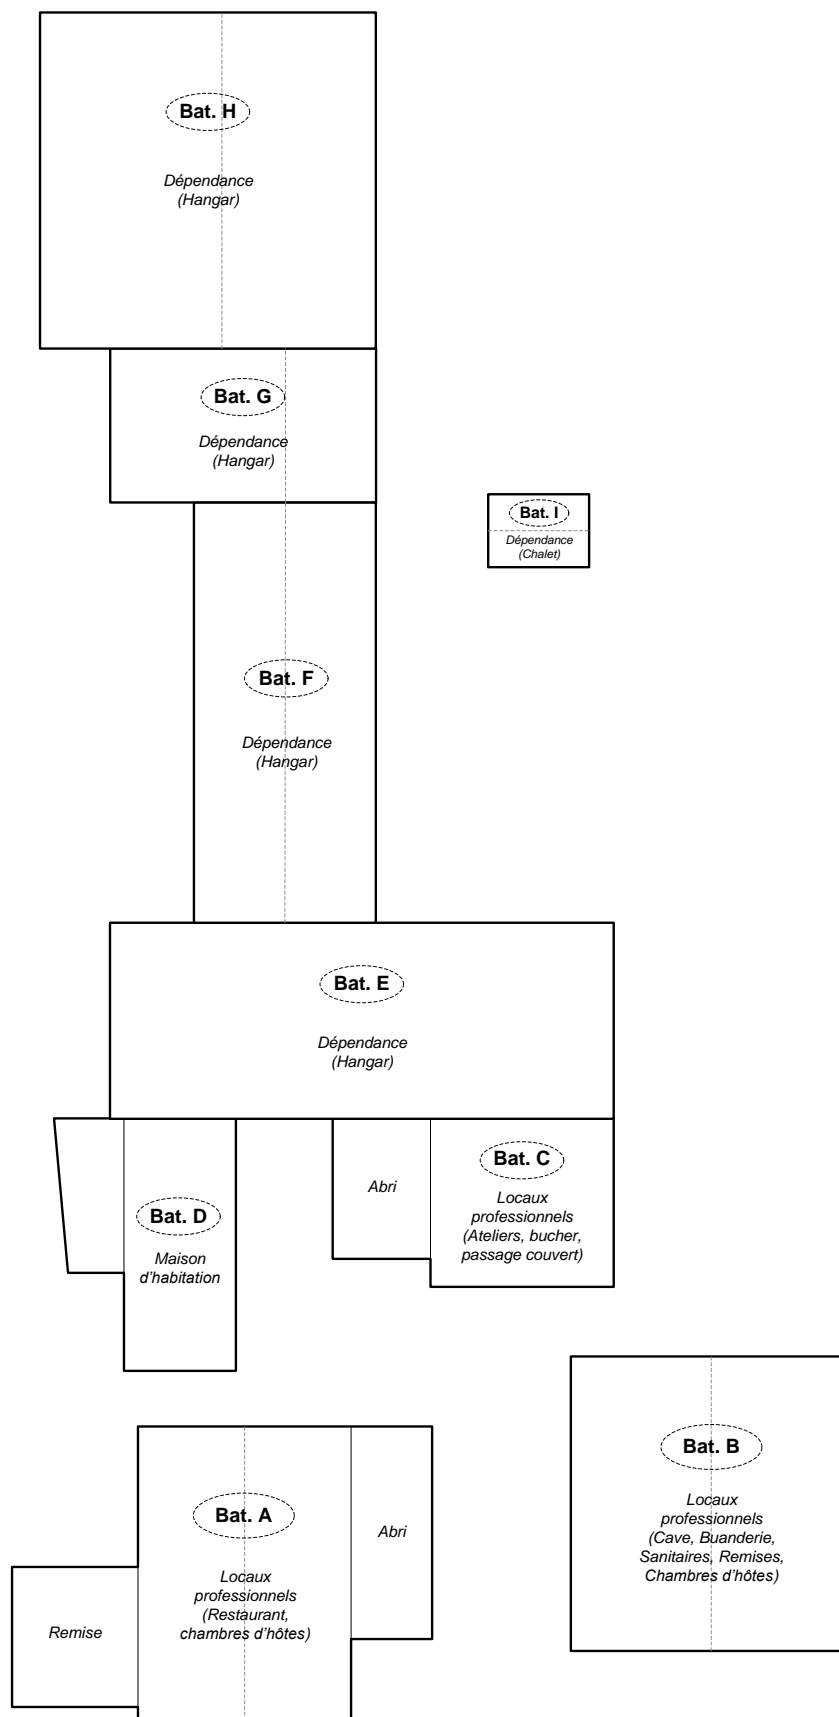 Bat. H
Dépendance
(Hangar)
Bat. G
Dépendance
(Hangar)
Bat. I
Dépendance
(Chalet)
Bat. F
Dépendance
(Hangar)
Bat. E
Dépendance
(Hangar)
Bat. D
Maison
d'habitation
Abri
Bat. C
Locaux
professionnels
(Ateliers, bucher,
passage couvert)
Bat. A
Locaux
professionnels
(Restaurant,
chambres d'hôtes)
Abri
Remise
Bat. B
Locaux
professionnels
(Cave, Buanderie,
Sanitaires, Remises,
Chambres d'hôtes)